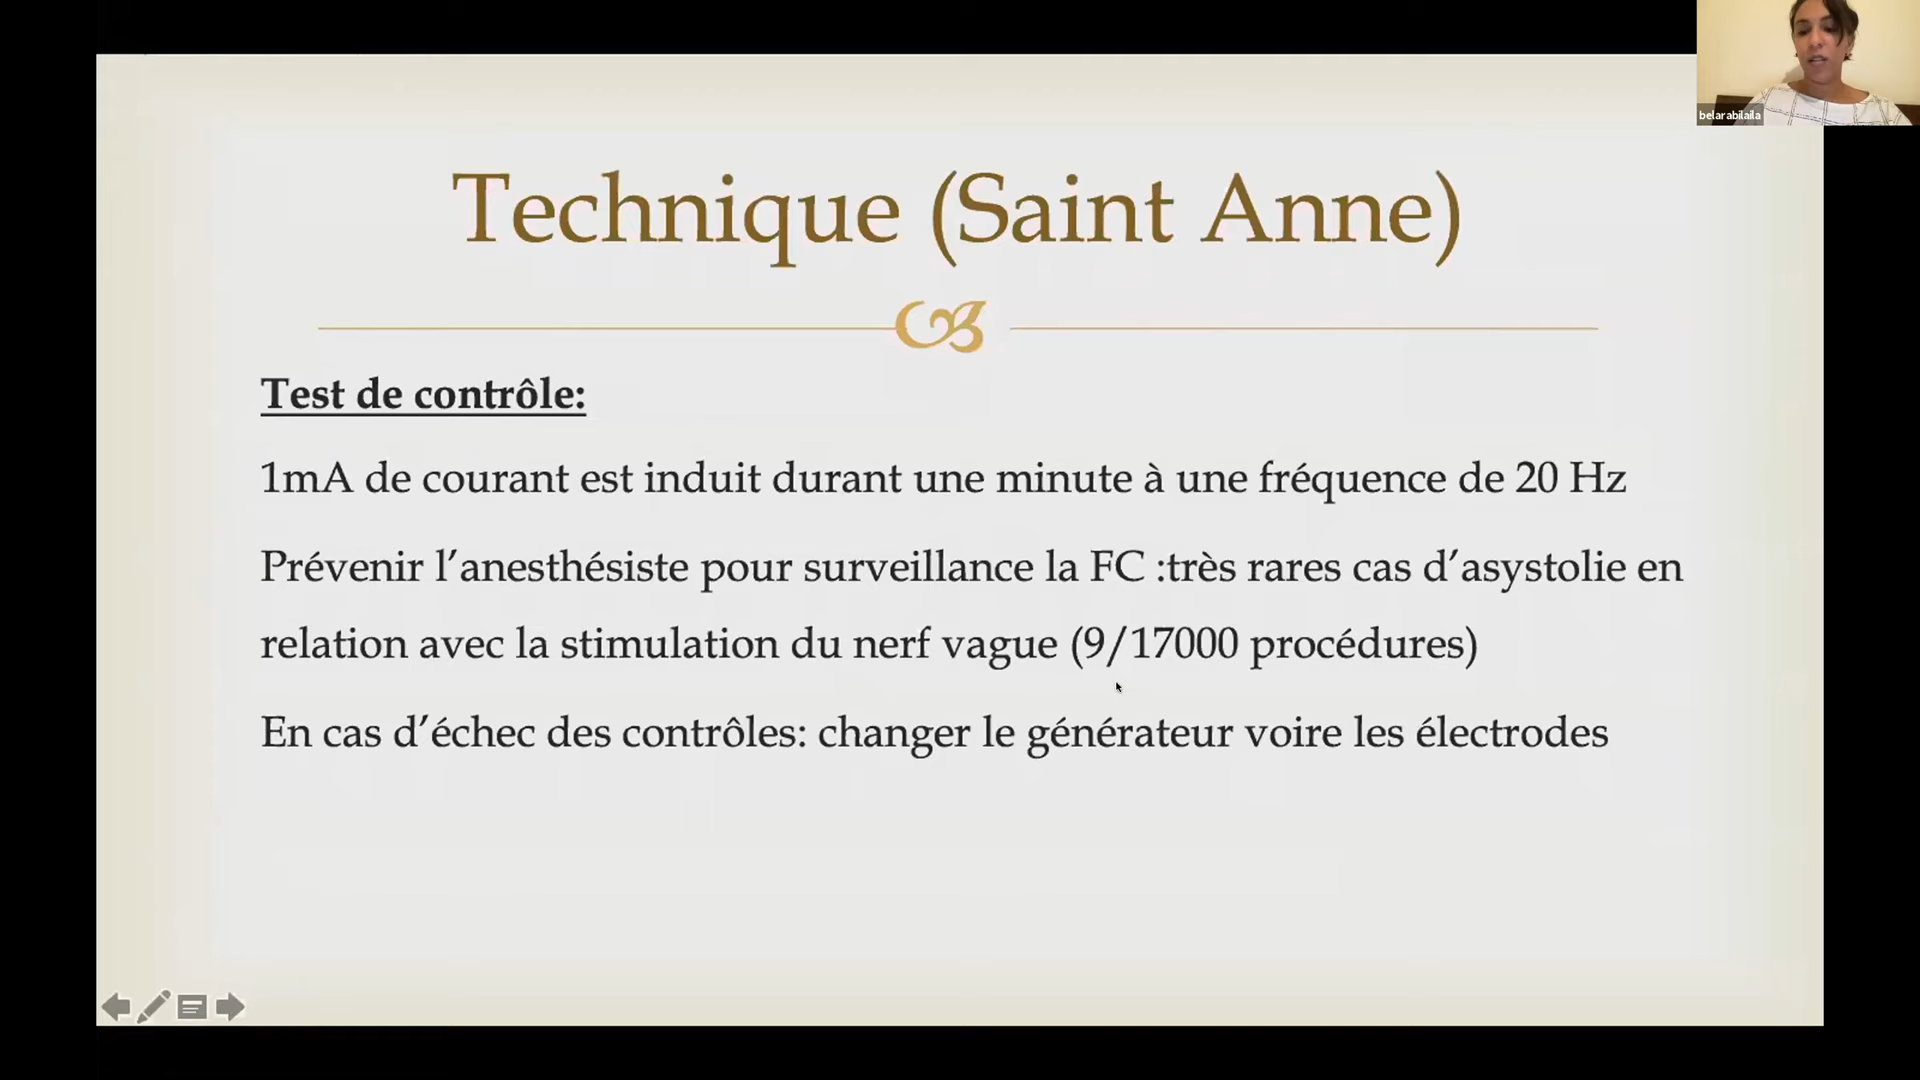 belarabilaila
Technique (Saint Anne)
Test de contrôle:
1mA de courant est induit durant une minute à une fréquence de 20 Hz
Prévenir l’anesthésiste pour surveillance la FC :très rares cas d’asystolie en
relation avec la stimulation du nerf vague (9/17000 procédures)
En cas d’échec des contrôles: changer le générateur voire les électrodes